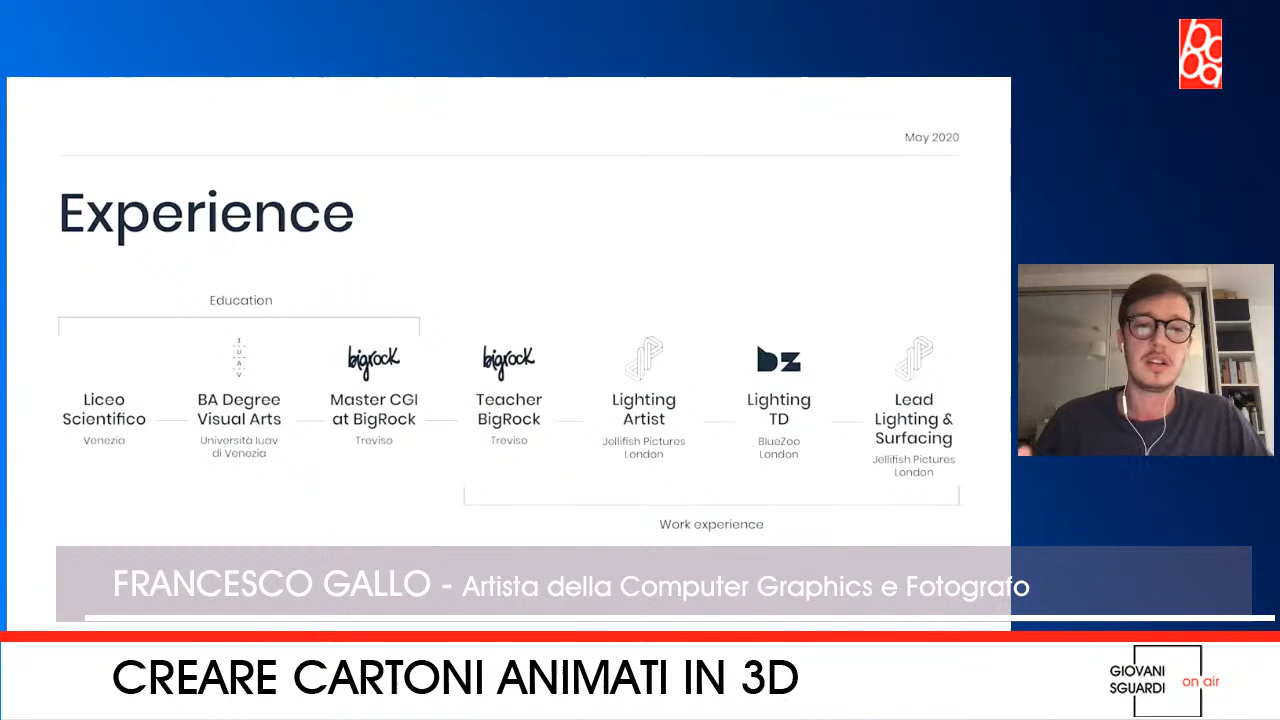 May 2020
Experience
Education
IUAV
bigrock
bigrock
bz
Liceo
Scientifico
Venezia
BA Degree
Visual Arts
Università Iuav
di Venezia
Master CGI
at BigRock
Treviso
Teacher
BigRock
Treviso
Lighting
Artist
Jellifish Pictures
London
Lighting
TD
BlueZoo
London
Lead
Lighting &
Surfacing
Jellifish Pictures
London
Work experience
FRANCESCO GALLO - Artista della Computer Graphics e Fotografo
CREARE CARTONI ANIMATI IN 3D
GIOVANI
SGUARDI on air